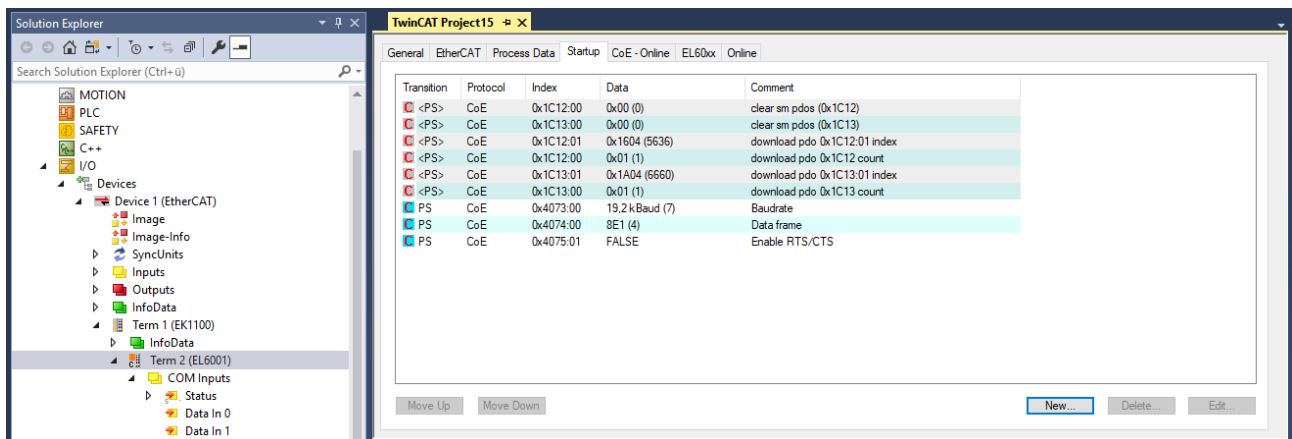 Solution Explorer
Search Solution Explorer (Ctrl+ü)
MOTION
PLC
SAFETY
C++
I/O
Devices
Device 1 (EtherCAT)
Image
Image-Info
SyncUnits
Inputs
Outputs
InfoData
Term 1 (EK1100)
InfoData
Term 2 (EL6001)
COM Inputs
Status
Data In 0
Data In 1
TwinCAT Project15
General EtherCAT Process Data Startup CoE - Online EL60xx Online
Transition Protocol Index Data Comment
C <PS> CoE 0x1C12:00 0x00 (0) clear sm pdos (0x1C12)
C <PS> CoE 0x1C13:00 0x00 (0) clear sm pdos (0x1C13)
C <PS> CoE 0x1C12:01 0x1604 (5636) download pdo 0x1C12:01 index
C <PS> CoE 0x1C12:00 0x01 (1) download pdo 0x1C12 count
C <PS> CoE 0x1C13:01 0x1A04 (6660) download pdo 0x1C13:01 index
C <PS> CoE 0x1C13:00 0x01 (1) download pdo 0x1C13 count
C PS CoE 0x4073:00 19,2 kBaud (7) Baudrate
C PS CoE 0x4074:00 8E1 (4) Data frame
C PS CoE 0x4075:01 FALSE Enable RTS/CTS
Move Up Move Down New... Delete... Edit...